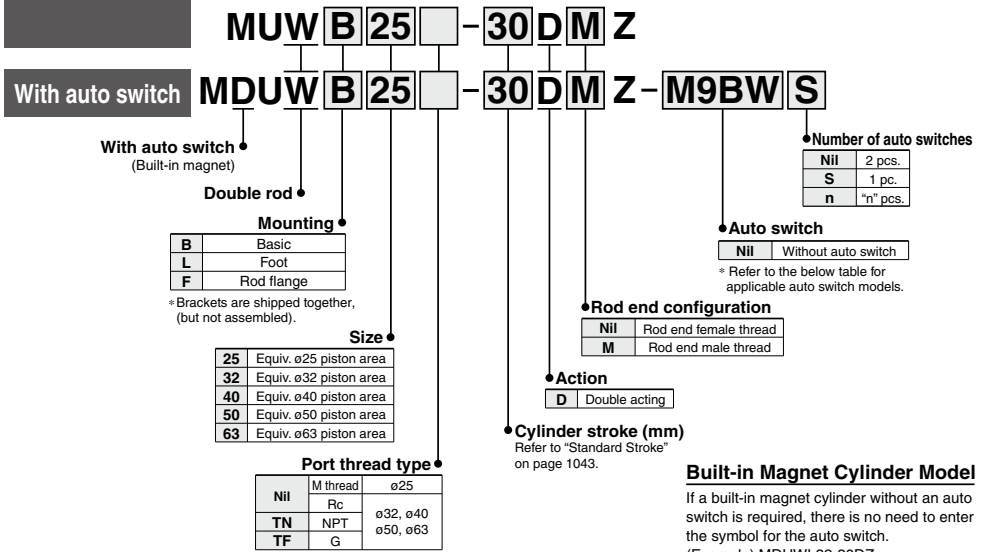 MUW B 25 -30 D M Z
With auto switch MDUW B 25 -30 D M Z-M9BW S
With auto switch
(Built-in magnet)
Double rod
Mounting
B Basic
L Foot
F Rod flange
*Brackets are shipped together,
(but not assembled).
Size
25 Equiv. ø25 piston area
32 Equiv. ø32 piston area
40 Equiv. ø40 piston area
50 Equiv. ø50 piston area
63 Equiv. ø63 piston area
Port thread type
Nil M thread ø25
Rc ø32, ø40
TN NPT ø50, ø63
TF G
Cylinder stroke (mm)
Refer to “Standard Stroke”
on page 1043.
Action
D Double acting
Rod end configuration
Nil Rod end female thread
M Rod end male thread
Auto switch
Nil Without auto switch
* Refer to the below table for
applicable auto switch models.
Number of auto switches
Nil 2 pcs.
S 1 pc.
n “n” pcs.
Built-in Magnet Cylinder Model
If a built-in magnet cylinder without an auto
switch is required, there is no need to enter
the symbol for the auto switch.